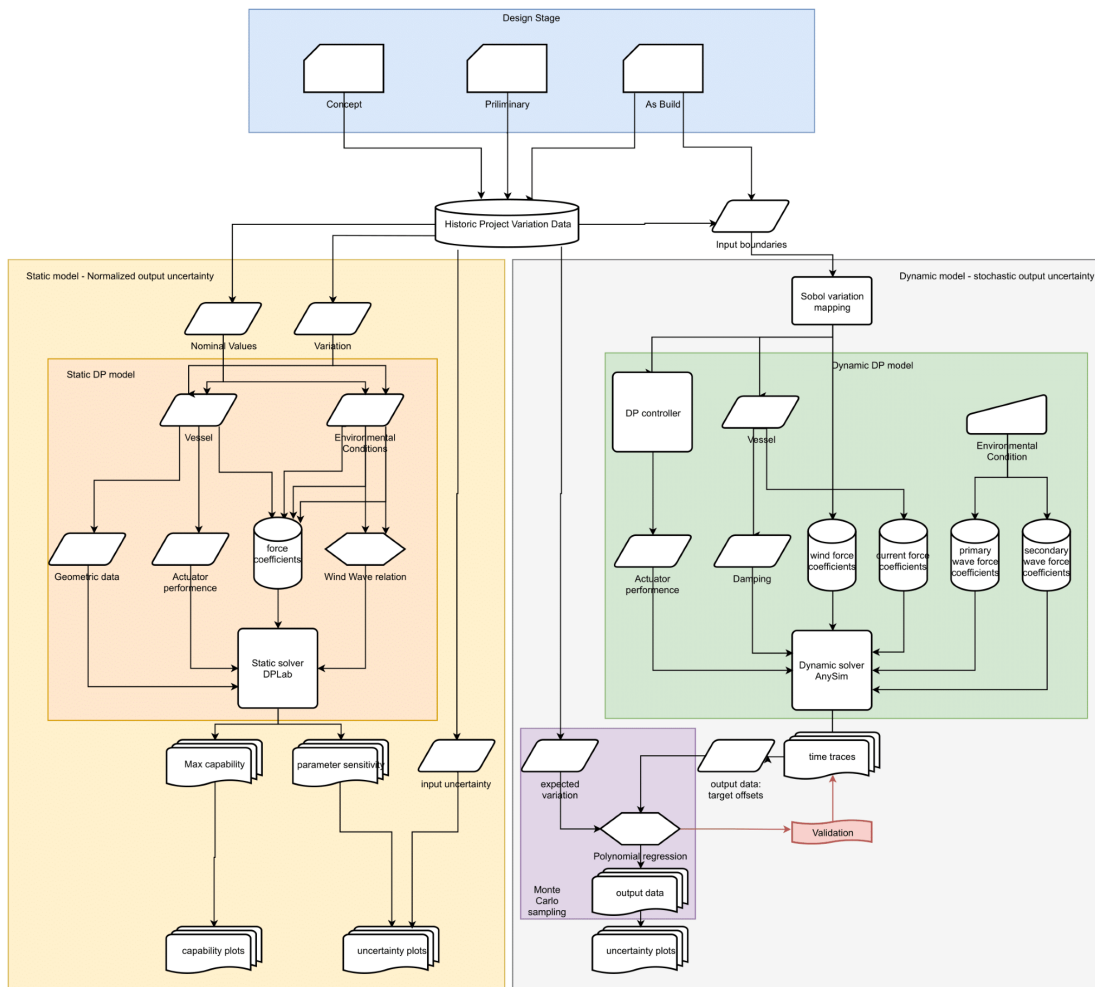 Design Stage
Concept
Priliminary
As Build
Historic Project Variation Data
Input boundaries
Static model - Normalized output uncertainty
Dynamic model - stochastic output uncertainty
Sobol variation
mapping
Nominal Values
Variation
Static DP model
Dynamic DP model
DP controller
Vessel
Environmental
Conditions
Vessel
Environmental
Condition
force
coefficients
Geometric data
Actuator
performence
Wind Wave relation
Actuator
performence
Damping
wind force
coefficients
current force
coefficients
primary
wave force
coefficients
secondary
wave force
coefficients
Static solver
DPLab
Dynamic solver
AnySim
Max capability
parameter sensitivity
input uncertainty
expected
variation
output data:
target offsets
time traces
Validation
Polynomial regression
Monte
Carlo
sampling
output data
capability plots
uncertainty plots
uncertainty plots